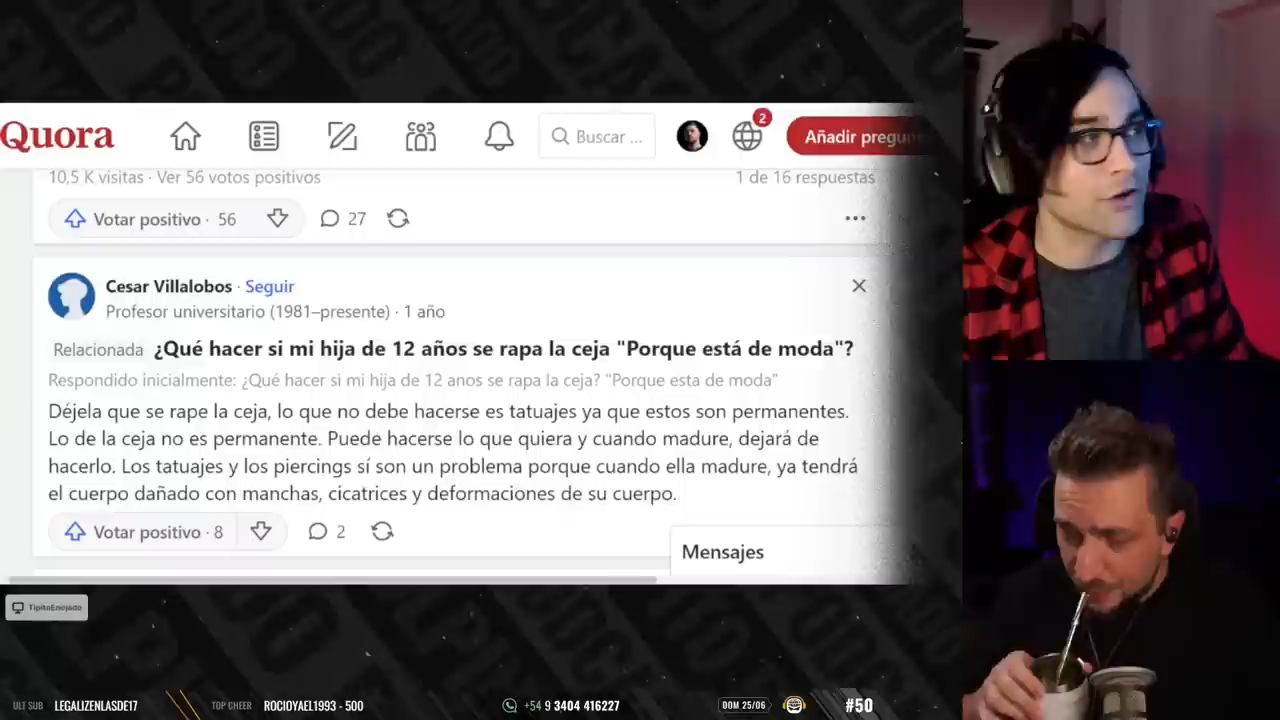 Quora
Buscar ...
2
Añadir pregun
10,5 K visitas · Ver 56 votos positivos
1 de 16 respuestas
Votar positivo · 56
27
Cesar Villalobos · Seguir
Profesor universitario (1981–presente) · 1 año
Relacionada ¿Qué hacer si mi hija de 12 años se rapa la ceja "Porque está de moda"?
Respondido inicialmente: ¿Qué hacer si mi hija de 12 anos se rapa la ceja? "Porque esta de moda"
Déjela que se rape la ceja, lo que no debe hacerse es tatuajes ya que estos son permanentes.
Lo de la ceja no es permanente. Puede hacerse lo que quiera y cuando madure, dejará de
hacerlo. Los tatuajes y los piercings sí son un problema porque cuando ella madure, ya tendrá
el cuerpo dañado con manchas, cicatrices y deformaciones de su cuerpo.
Votar positivo · 8
2
Mensajes
TipitoEnojado
ULT SUB LEGALIZENLASDE17
TOP CHEER ROCIOYAEL1993 - 500
+54 9 3404 416227
DOM 25/06
#50